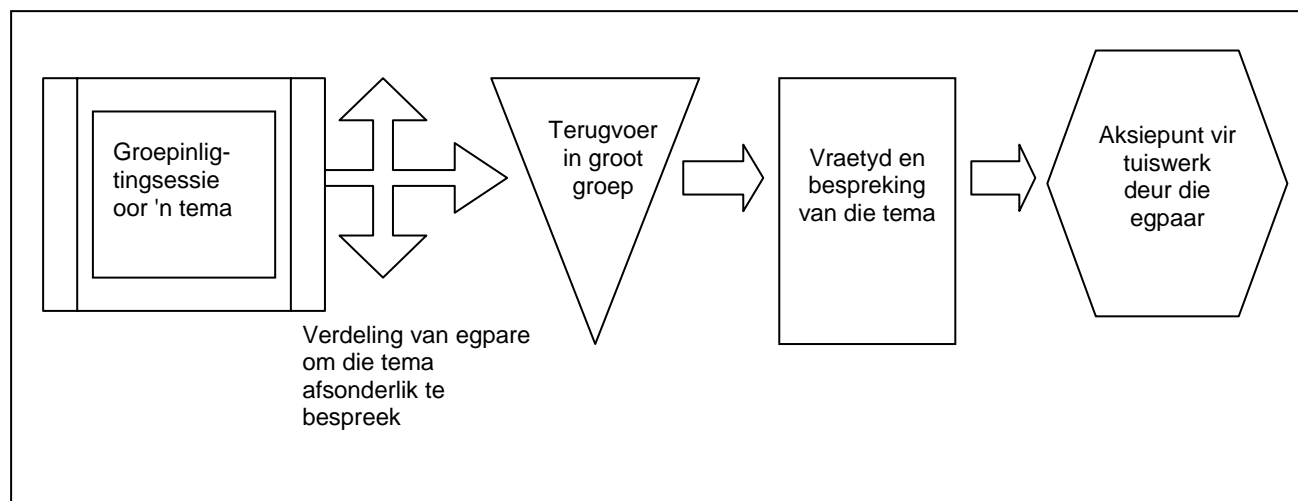 Groepinlig-
tingsessie
oor 'n tema
Verdeling van egpare
om die tema
afsonderlik te
bespreek
Terugvoer
in groot
groep
Vraetyd en
bespreking
van die tema
Aksiepunt vir
tuiswerk
deur die
egpaar